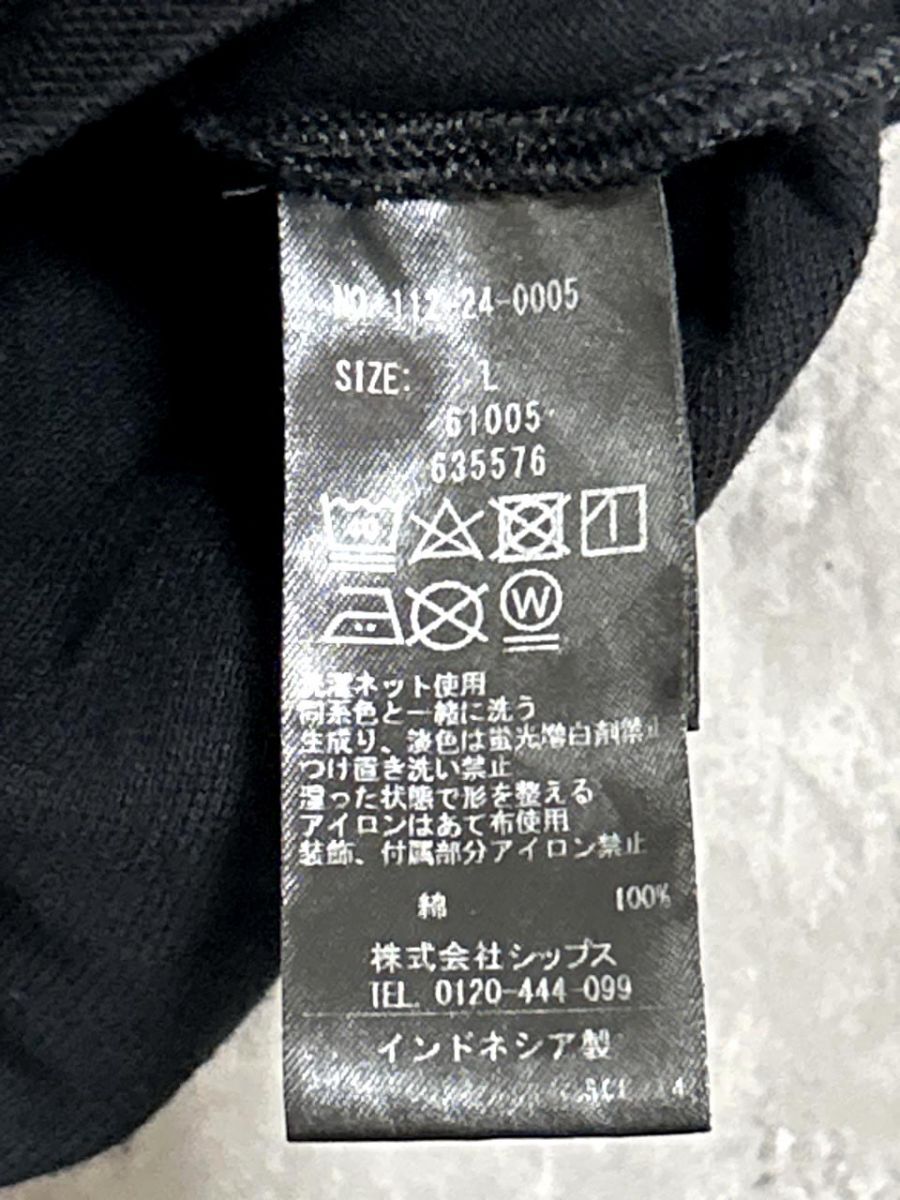 NO. 112-24-0005
SIZE: L
61005
635576
40
W
洗濯ネット使用
同系色と一緒に洗う
生成り、淡色は蛍光増白剤禁止
つけ置き洗い禁止
湿った状態で形を整える
アイロンはあて布使用
装飾、付属部分アイロン禁止
綿 100%
株式会社シップス
TEL. 0120-444-099
インドネシア製